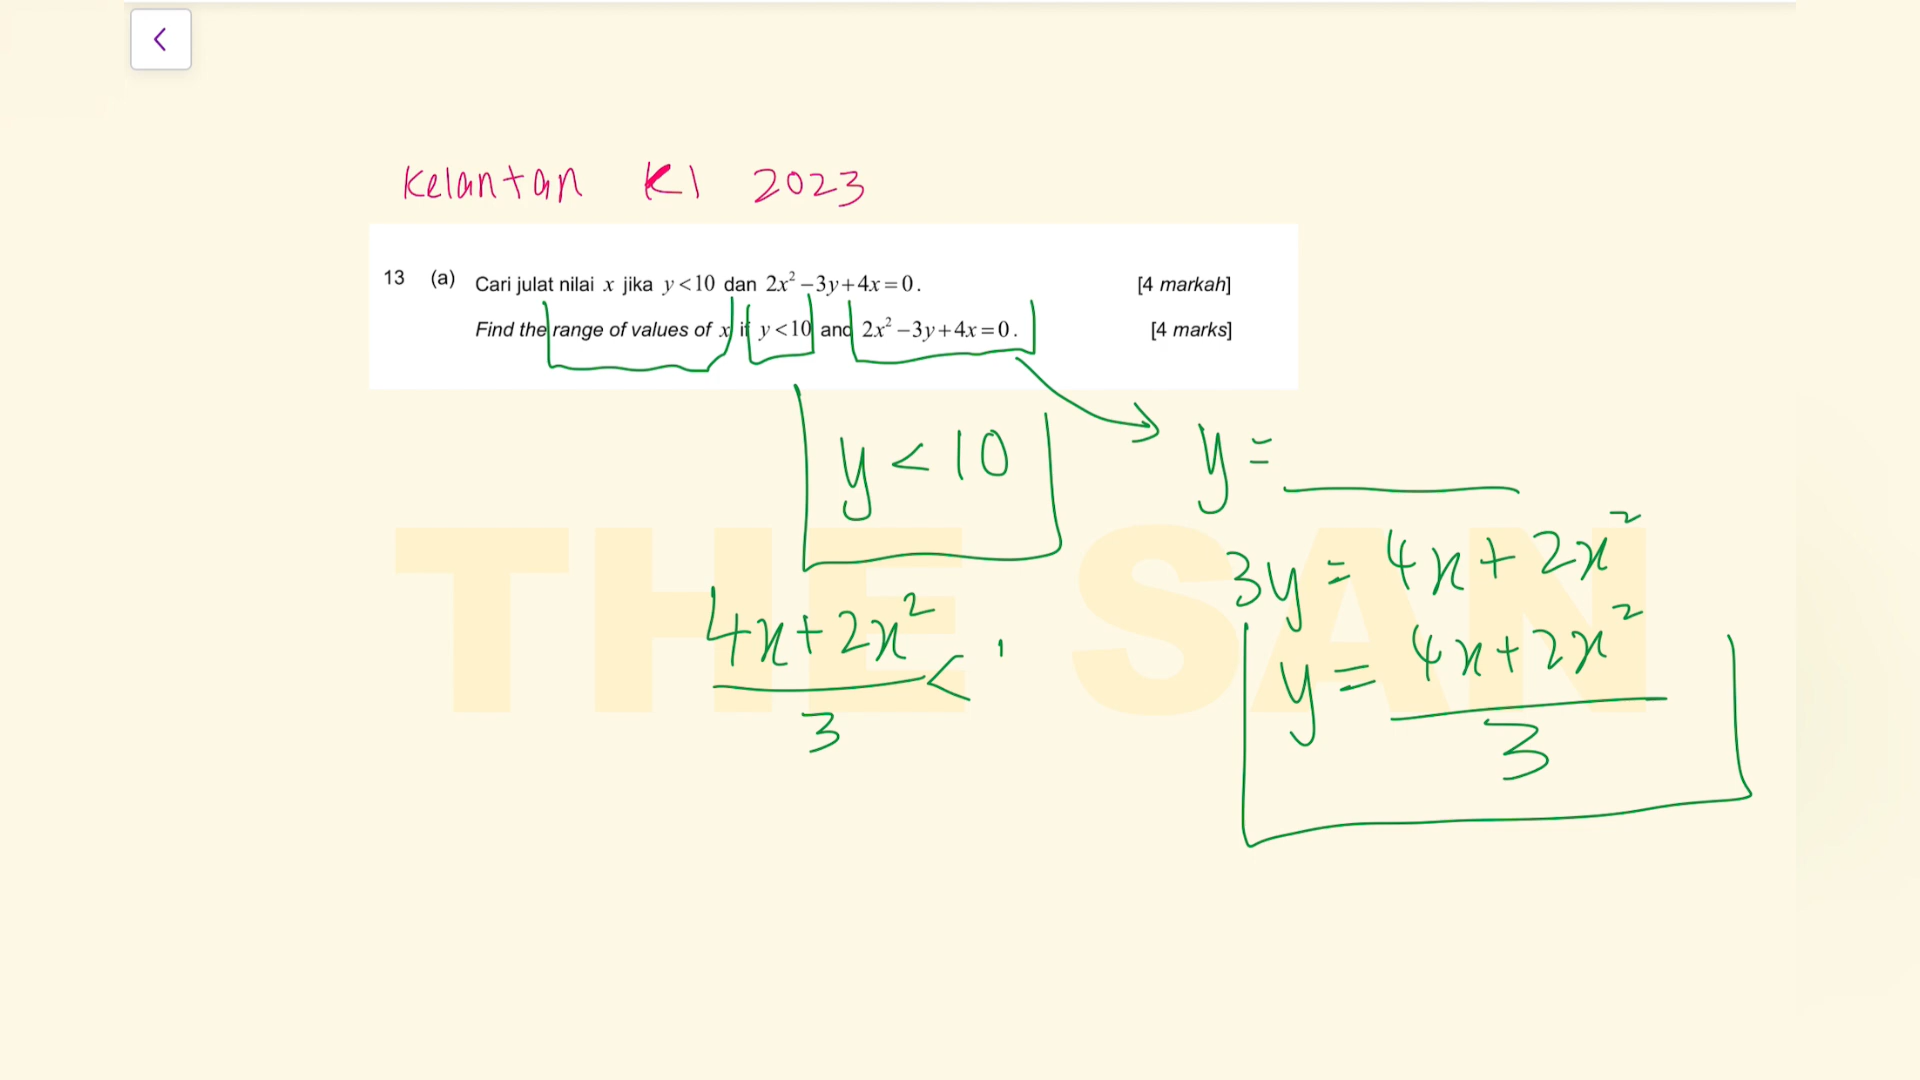 Kelantan K1 2023
13 (a) Cari julat nilai x jika y<10 dan 2x²−3y+4x=0. [4 markah]
Find the range of values of x if y<10 and 2x²−3y+4x=0. [4 marks]
y<10
y=
3y = 4x+2x²
4x+2x² / 3 <
y = 4x+2x² / 3
THE SAN